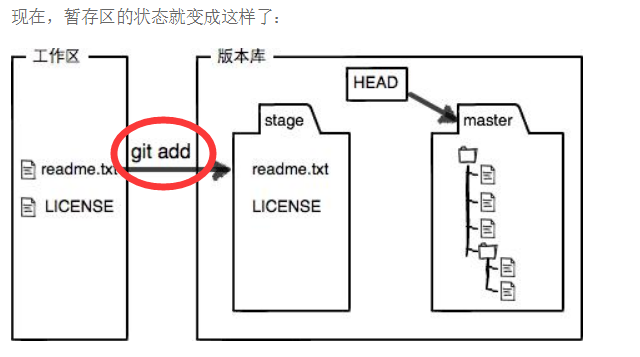 现在，暂存区的状态就变成这样了：
工作区
版本库
HEAD
stage
master
git add
readme.txt
readme.txt
LICENSE
LICENSE